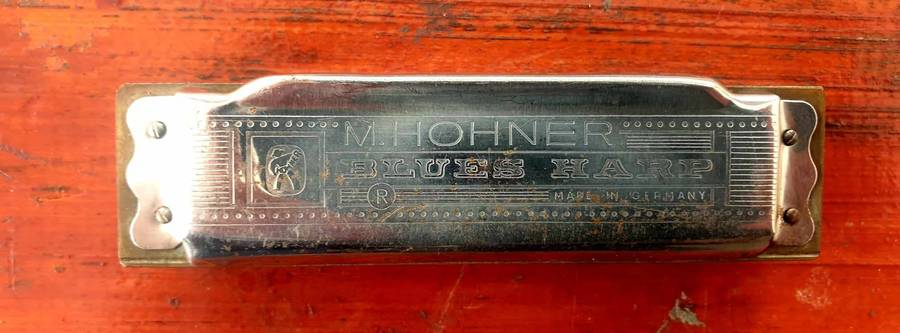 M. HOHNER
BLUES HARP
® MADE IN GERMANY